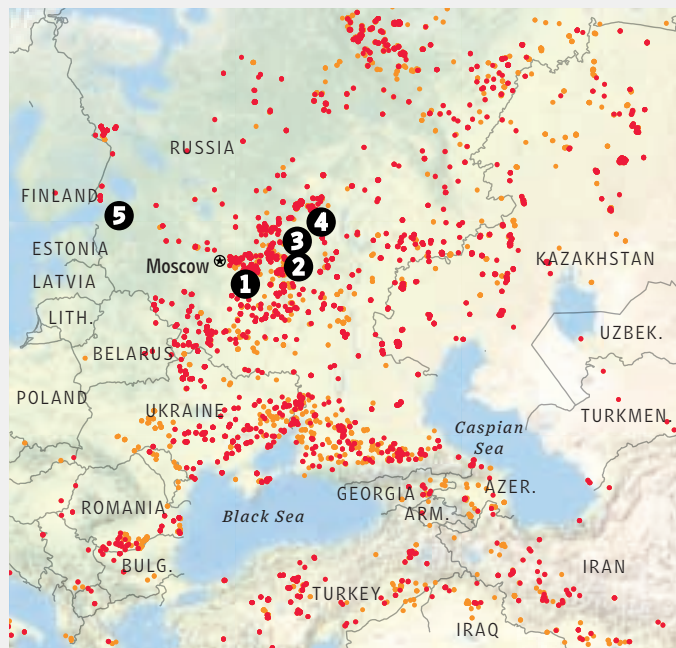 RUSSIA
FINLAND
5
4
3
ESTONIA
Moscow
2
KAZAKHSTAN
LATVIA
1
LITH.
UZBEK.
BELARUS
POLAND
UKRAINE
TURKMEN.
Caspian
Sea
AZER.
GEORGIA
ROMANIA
ARM.
Black Sea
BULG.
IRAN
TURKEY
IRAQ